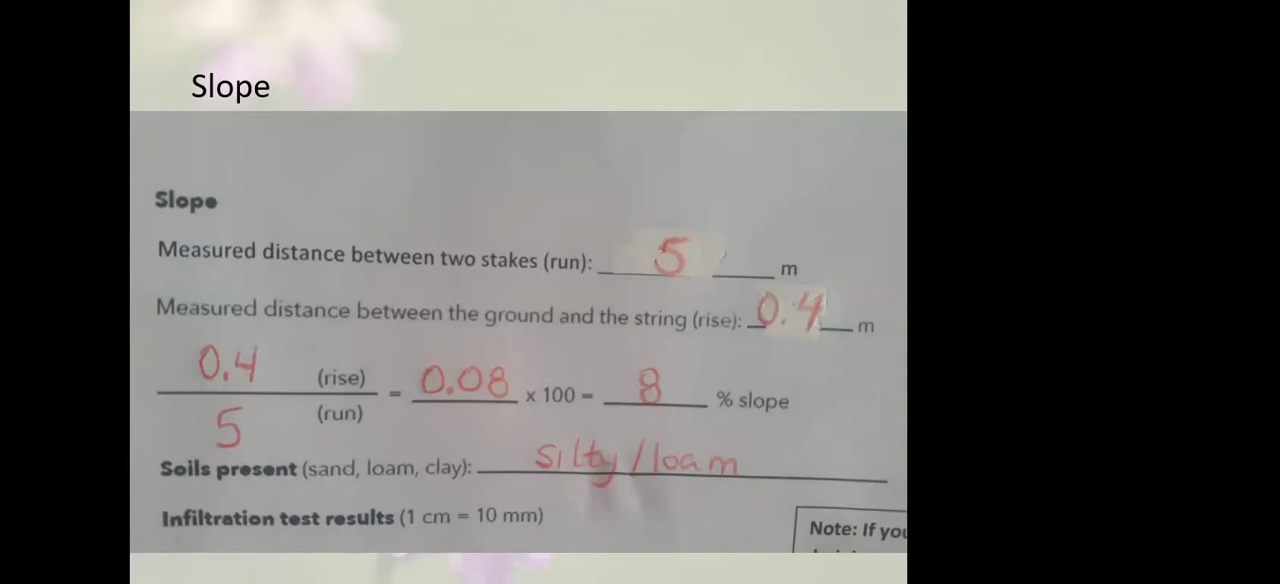 Slope
Slope
Measured distance between two stakes (run): 5 m
Measured distance between the ground and the string (rise): 0.4 m
0.4 (rise) = 0.08 x 100 = 8 % slope
5 (run)
Soils present (sand, loam, clay): silty/loam
Infiltration test results (1 cm = 10 mm)
Note: If you